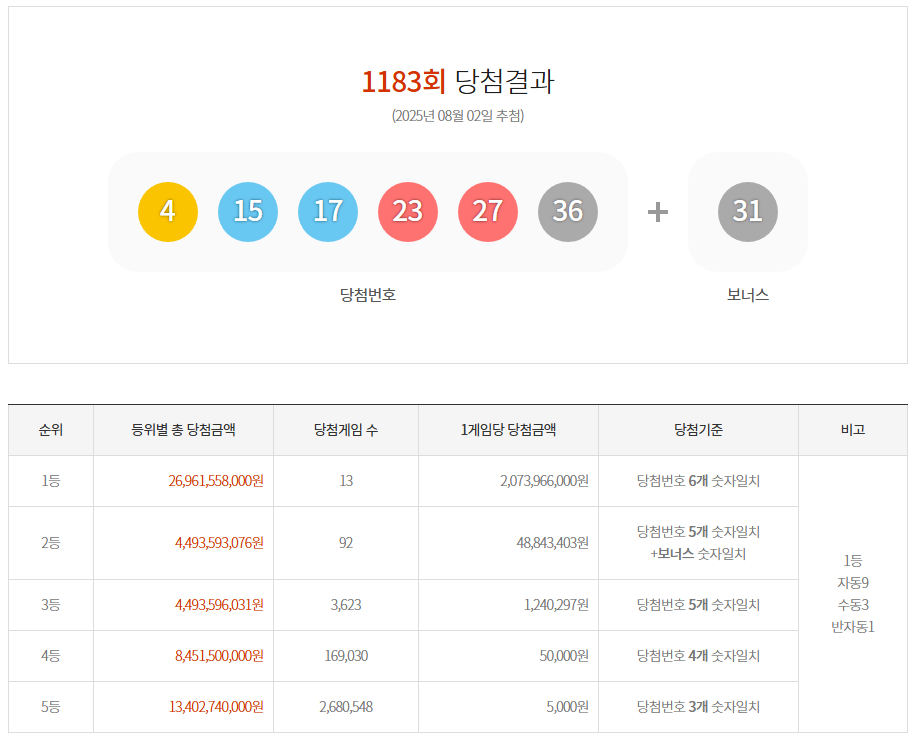 1183회 당첨결과
(2025년 08월 02일 추첨)
4 15 17 23 27 36 + 31
당첨번호 보너스
순위 등위별 총 당첨금액 당첨게임 수 1게임당 당첨금액 당첨기준 비고
1등 26,961,558,000원 13 2,073,966,000원 당첨번호 6개 숫자일치
2등 4,493,593,076원 92 48,843,403원 당첨번호 5개 숫자일치
+보너스 숫자일치
3등 4,493,596,031원 3,623 1,240,297원 당첨번호 5개 숫자일치
4등 8,451,500,000원 169,030 50,000원 당첨번호 4개 숫자일치
5등 13,402,740,000원 2,680,548 5,000원 당첨번호 3개 숫자일치
1등
자동9
수동3
반자동1